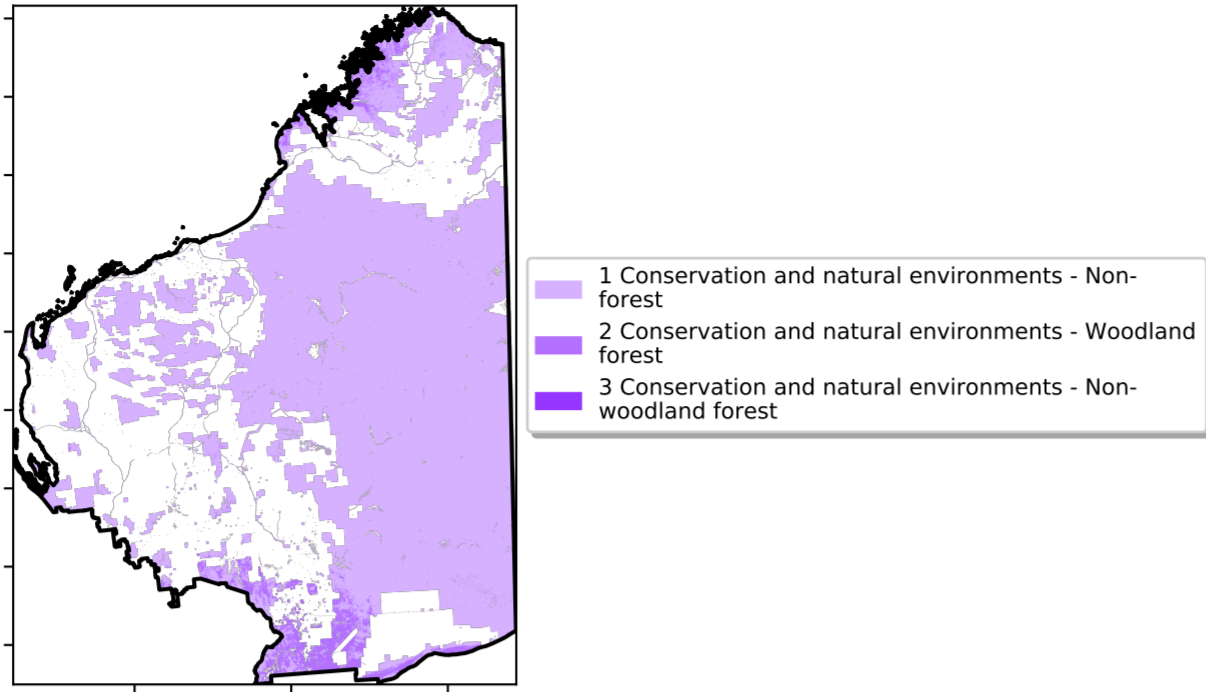 1 Conservation and natural environments - Non-
forest
2 Conservation and natural environments - Woodland
forest
3 Conservation and natural environments - Non-
woodland forest